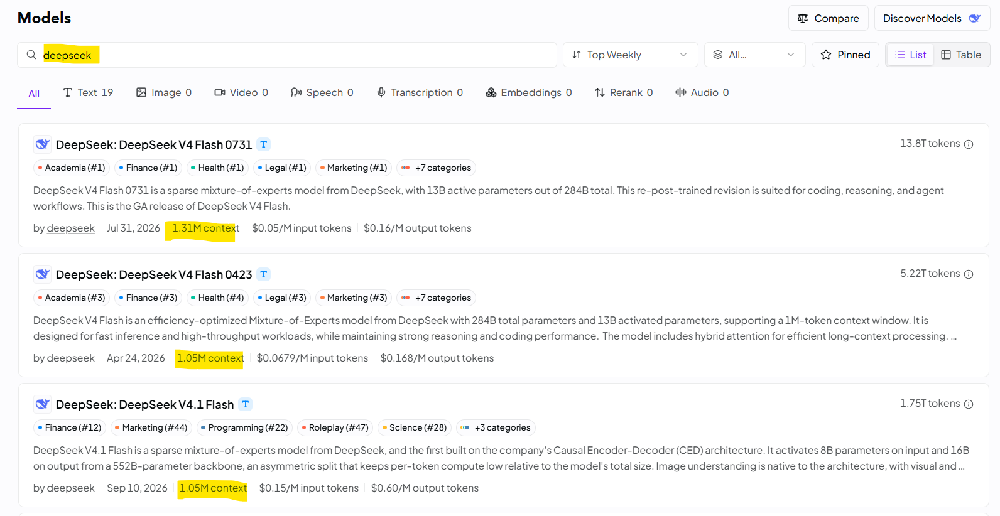 Models
Compare
Discover Models
deepseek
Top Weekly
All...
Pinned
List
Table
All
Text 19
Image 0
Video 0
Speech 0
Transcription 0
Embeddings 0
Rerank 0
Audio 0
DeepSeek: DeepSeek V4 Flash 0731
13.8T tokens
Academia (#1) Finance (#1) Health (#1) Legal (#1) Marketing (#1) +7 categories
DeepSeek V4 Flash 0731 is a sparse mixture-of-experts model from DeepSeek, with 13B active parameters out of 284B total. This re-post-trained revision is suited for coding, reasoning, and agent
workflows. This is the GA release of DeepSeek V4 Flash.
by deepseek Jul 31, 2026 1.31M context $0.05/M input tokens $0.16/M output tokens
DeepSeek: DeepSeek V4 Flash 0423
5.22T tokens
Academia (#3) Finance (#3) Health (#4) Legal (#3) Marketing (#3) +7 categories
DeepSeek V4 Flash is an efficiency-optimized Mixture-of-Experts model from DeepSeek with 284B total parameters and 13B activated parameters, supporting a 1M-token context window. It is
designed for fast inference and high-throughput workloads, while maintaining strong reasoning and coding performance. The model includes hybrid attention for efficient long-context processing. ...
by deepseek Apr 24, 2026 1.05M context $0.0679/M input tokens $0.168/M output tokens
DeepSeek: DeepSeek V4.1 Flash
1.75T tokens
Finance (#12) Marketing (#44) Programming (#22) Roleplay (#47) Science (#28) +3 categories
DeepSeek V4.1 Flash is a sparse mixture-of-experts model from DeepSeek, and the first built on the company's Causal Encoder-Decoder (CED) architecture. It activates 8B parameters on input and 16B
on output from a 552B-parameter backbone, an asymmetric split that keeps per-token compute low relative to the model's total size. Image understanding is native to the architecture, with visual and ...
by deepseek Sep 10, 2026 1.05M context $0.15/M input tokens $0.60/M output tokens